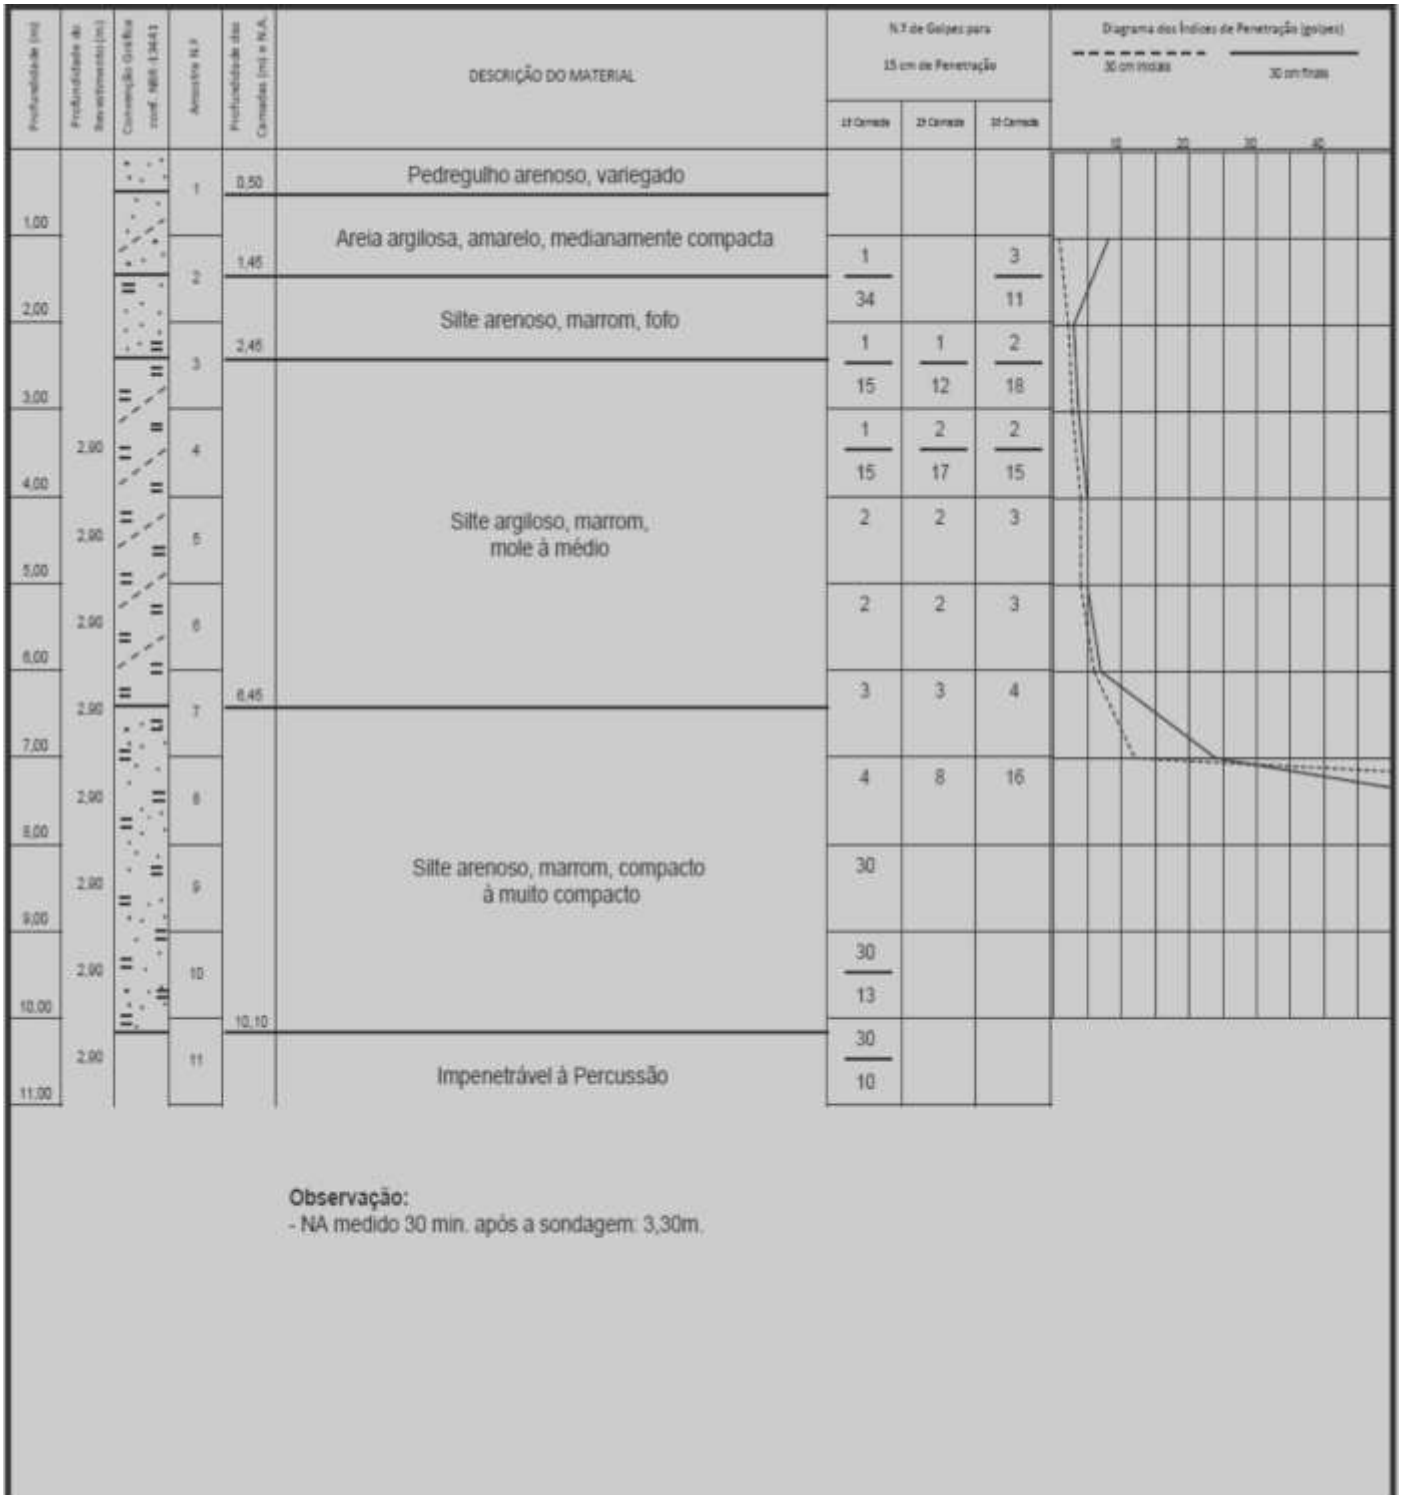 Profundidade (m)
Profundidade do
Revestimento (m)
Convenção Gráfica
conf. NBR-13441
Amostra N.º
Profundidade das
Camadas (m) e N.A.
DESCRIÇÃO DO MATERIAL
N.º de Golpes para
15 cm de Penetração
1ª Camada
2ª Camada
3ª Camada
Diagrama dos Índices de Penetração (golpes)
30 cm iniciais
30 cm finais
1
0,50
Pedregulho arenoso, variegado
1,00
Areia argilosa, amarelo, medianamente compacta
1,45
2
1 3
34 11
2,00
Silte arenoso, marrom, fofo
2,45
3
1 1 2
15 12 18
3,00
2,90
4
1 2 2
15 17 15
4,00
2,90
5
Silte argiloso, marrom,
mole à médio
2 2 3
5,00
2,90
6
2 2 3
6,00
6,45
2,90
7
3 3 4
7,00
2,90
8
4 8 16
8,00
2,90
9
Silte arenoso, marrom, compacto
à muito compacto
30
9,00
2,90
10
30
13
10,00
10,10
2,90
11
Impenetrável à Percussão
30
10
11,00
Observação:
- NA medido 30 min. após a sondagem: 3,30m.